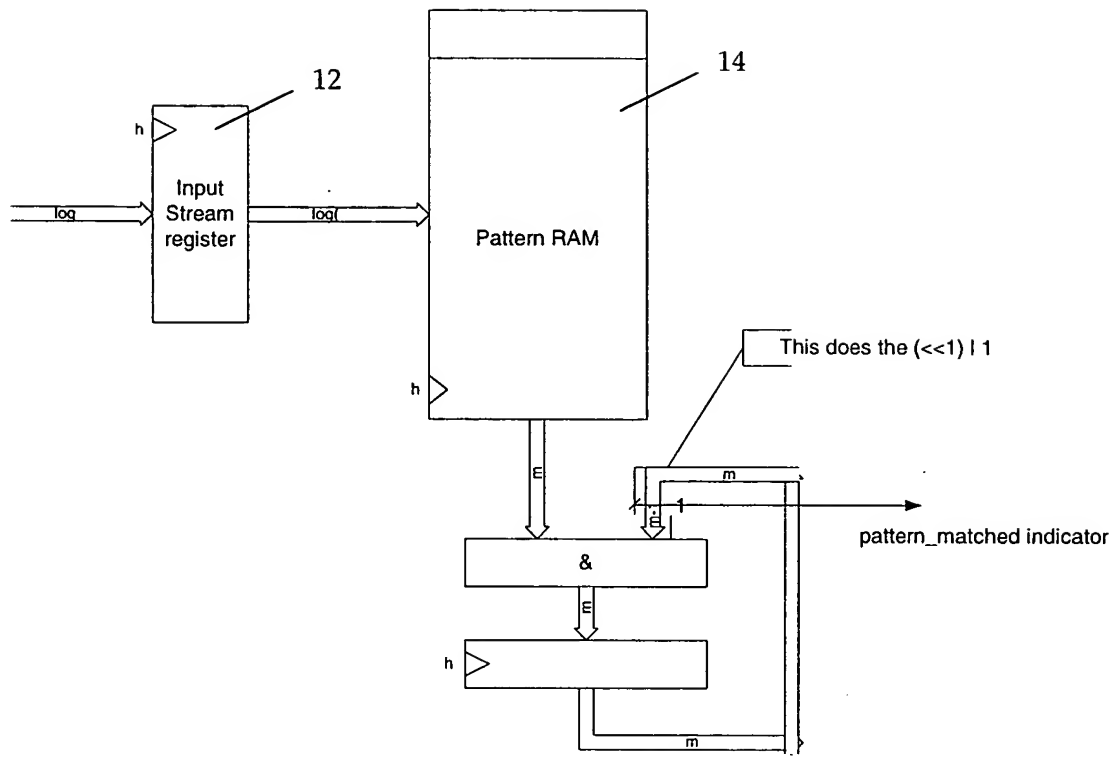 14
12
h
Input
Stream
register
log
log(
Pattern RAM
h
This does the (<<1) | 1
m
m
1
pattern_matched indicator
&
m
h
m